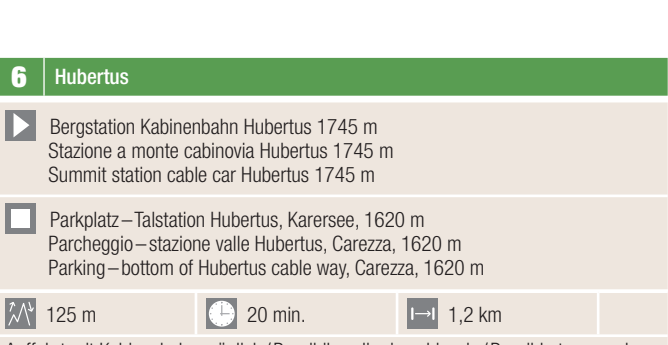 6 Hubertus
Bergstation Kabinenbahn Hubertus 1745 m
Stazione a monte cabinovia Hubertus 1745 m
Summit station cable car Hubertus 1745 m
Parkplatz–Talstation Hubertus, Karersee, 1620 m
Parcheggio–stazione valle Hubertus, Carezza, 1620 m
Parking–bottom of Hubertus cable way, Carezza, 1620 m
125 m 20 min. 1,2 km